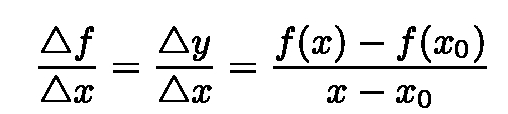 △f/△x = △y/△x = (f(x) − f(x₀))/(x − x₀)